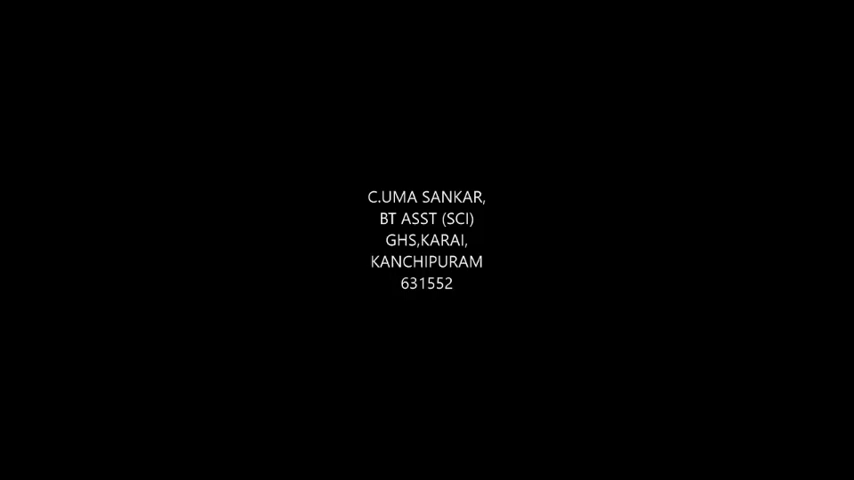 C.UMA SANKAR,
BT ASST (SCI)
GHS,KARAI,
KANCHIPURAM
631552